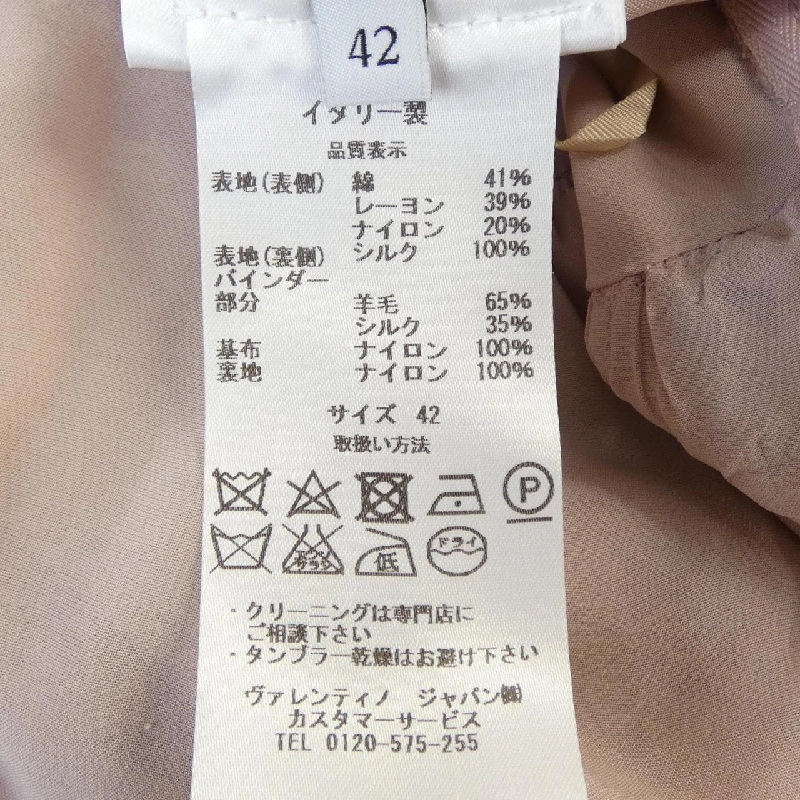 42
イタリー製
品質表示
表地(表側) 綿 41%
レーヨン 39%
ナイロン 20%
表地(裏側) シルク 100%
バインダー
部分 羊毛 65%
シルク 35%
基布 ナイロン 100%
裏地 ナイロン 100%
サイズ 42
取扱い方法
P
エンソサラシ 低 ドライ
・クリーニングは専門店に
ご相談下さい
・タンブラー乾燥はお避け下さい
ヴァレンティノ ジャパン㈱
カスタマーサービス
TEL 0120-575-255